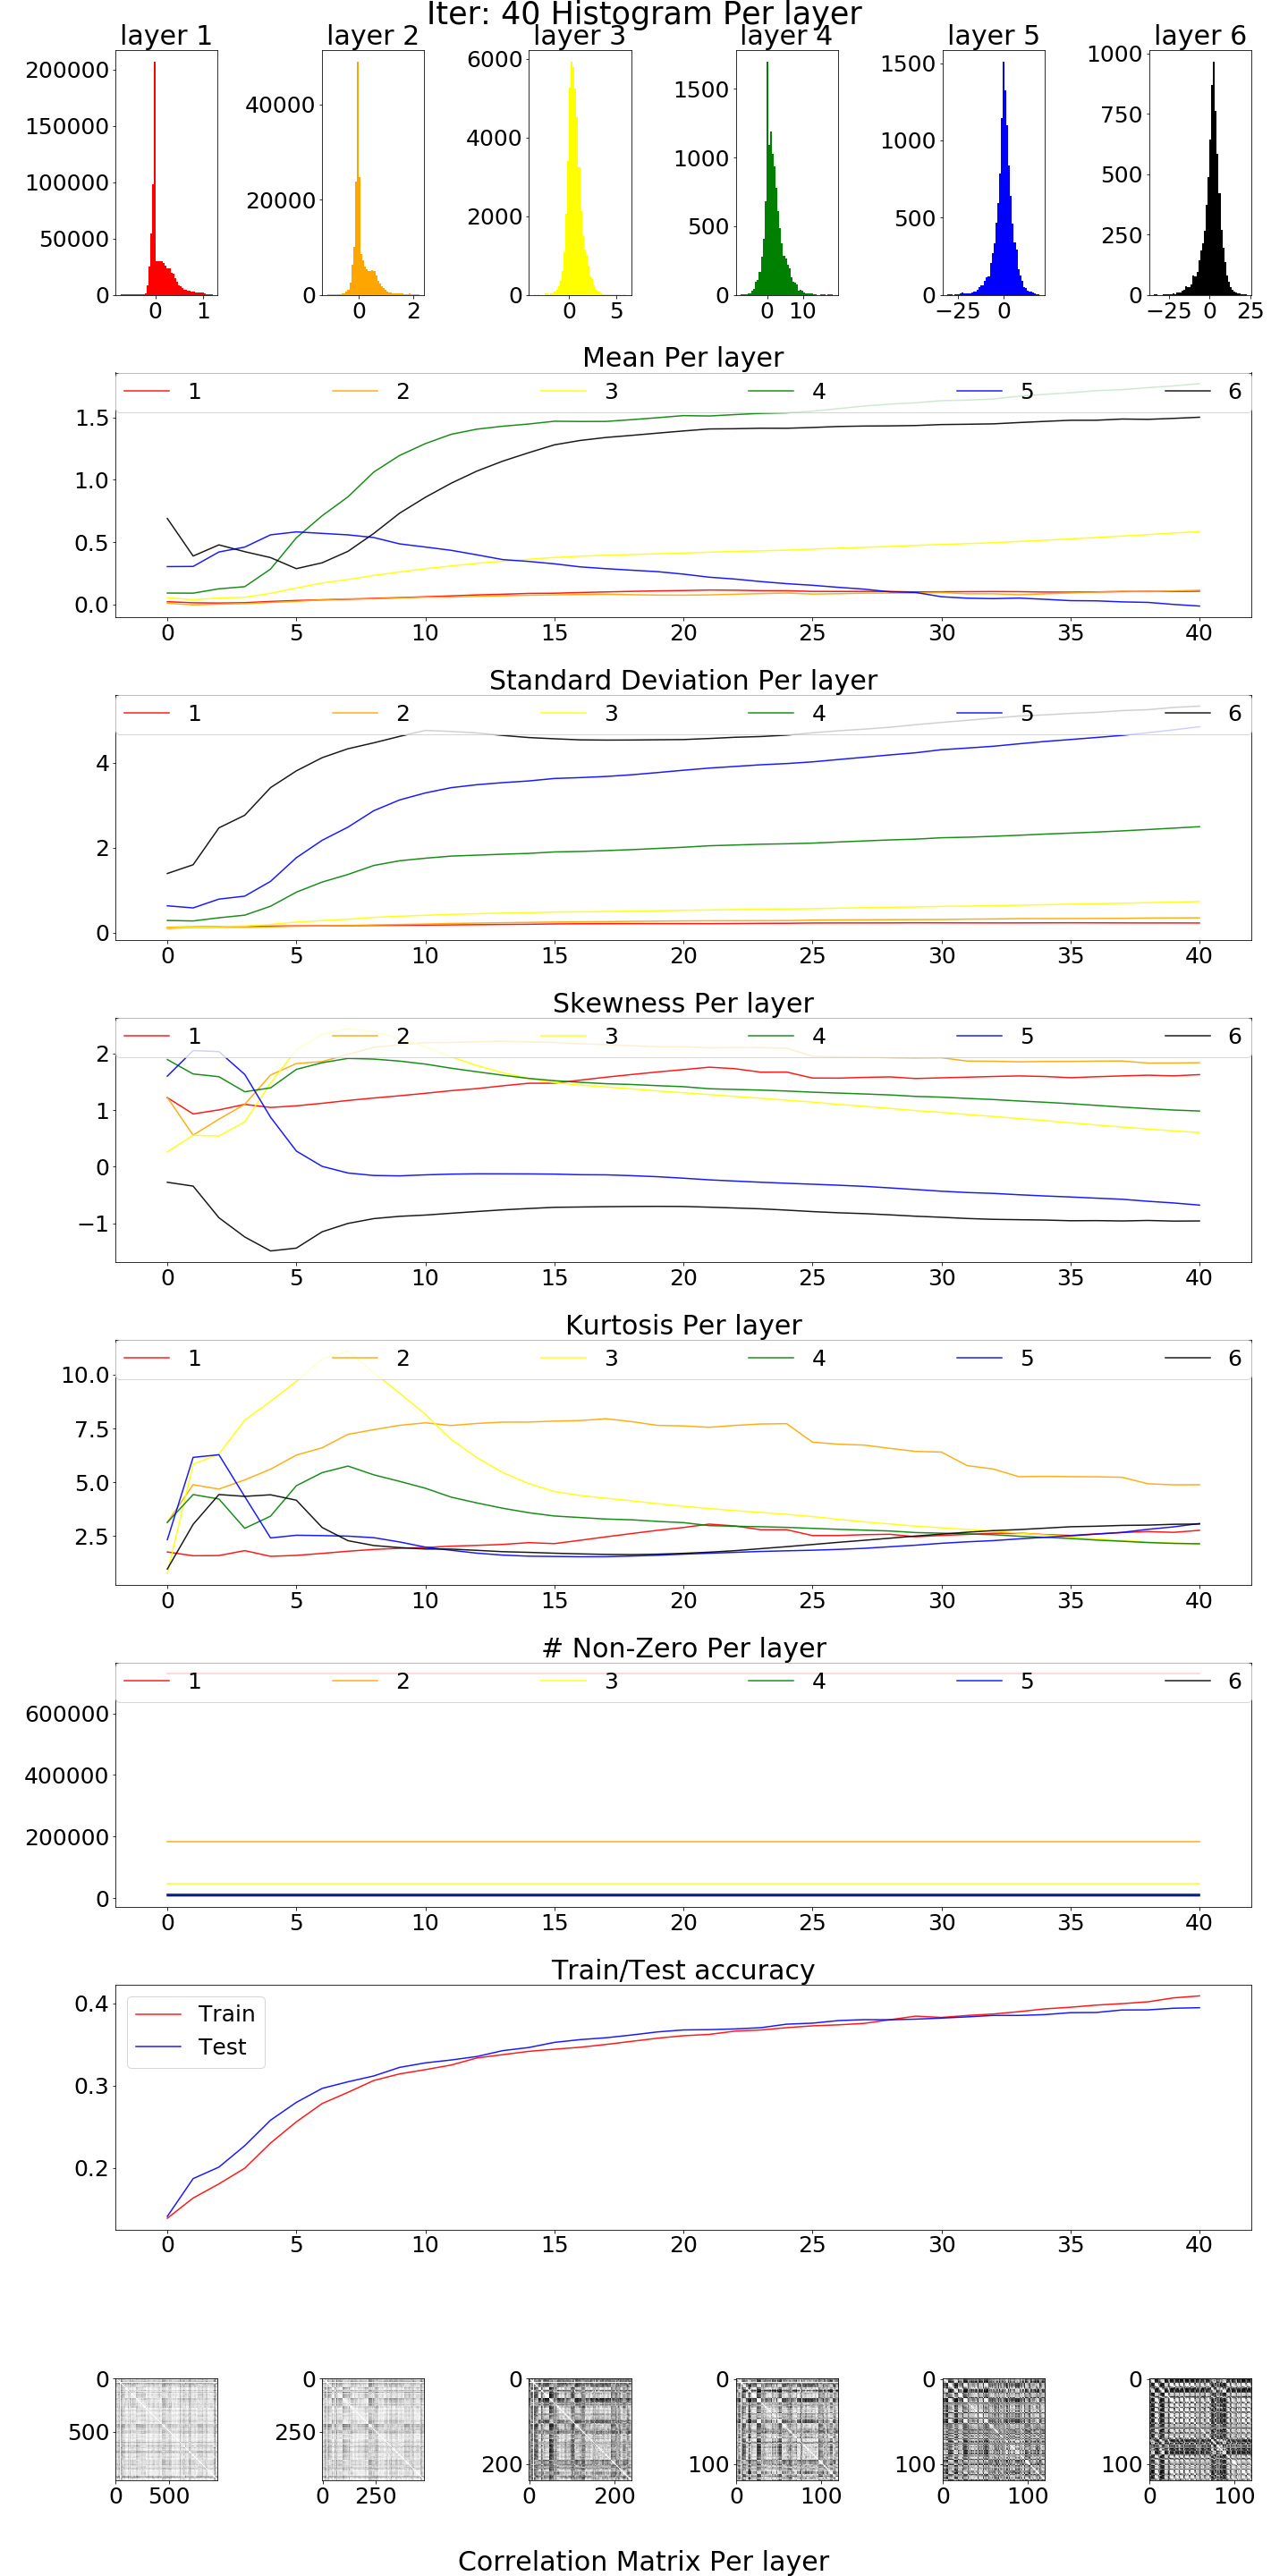 Iter: 40 Histogram Per layer
layer 1 layer 2 layer 3 layer 4 layer 5 layer 6
200000 150000 100000 50000 0
0 1
40000 20000 0
0 2
6000 4000 2000 0
0 5
1500 1000 500 0
0 10
1500 1000 500 0
−25 0
1000 750 500 250 0
−25 0 25
Mean Per layer
1 2 3 4 5 6
1.5
1.0
0.5
0.0
0 5 10 15 20 25 30 35 40
Standard Deviation Per layer
1 2 3 4 5 6
4
2
0
0 5 10 15 20 25 30 35 40
Skewness Per layer
1 2 3 4 5 6
2
1
0
−1
0 5 10 15 20 25 30 35 40
Kurtosis Per layer
1 2 3 4 5 6
10.0
7.5
5.0
2.5
0 5 10 15 20 25 30 35 40
# Non-Zero Per layer
1 2 3 4 5 6
600000
400000
200000
0
0 5 10 15 20 25 30 35 40
Train/Test accuracy
Train
Test
0.4
0.3
0.2
0 5 10 15 20 25 30 35 40
0 500
0 500
0 250
0 250
0 200
0 200
0 100
0 100
0 100
0 100
0 100
0 100
Correlation Matrix Per layer